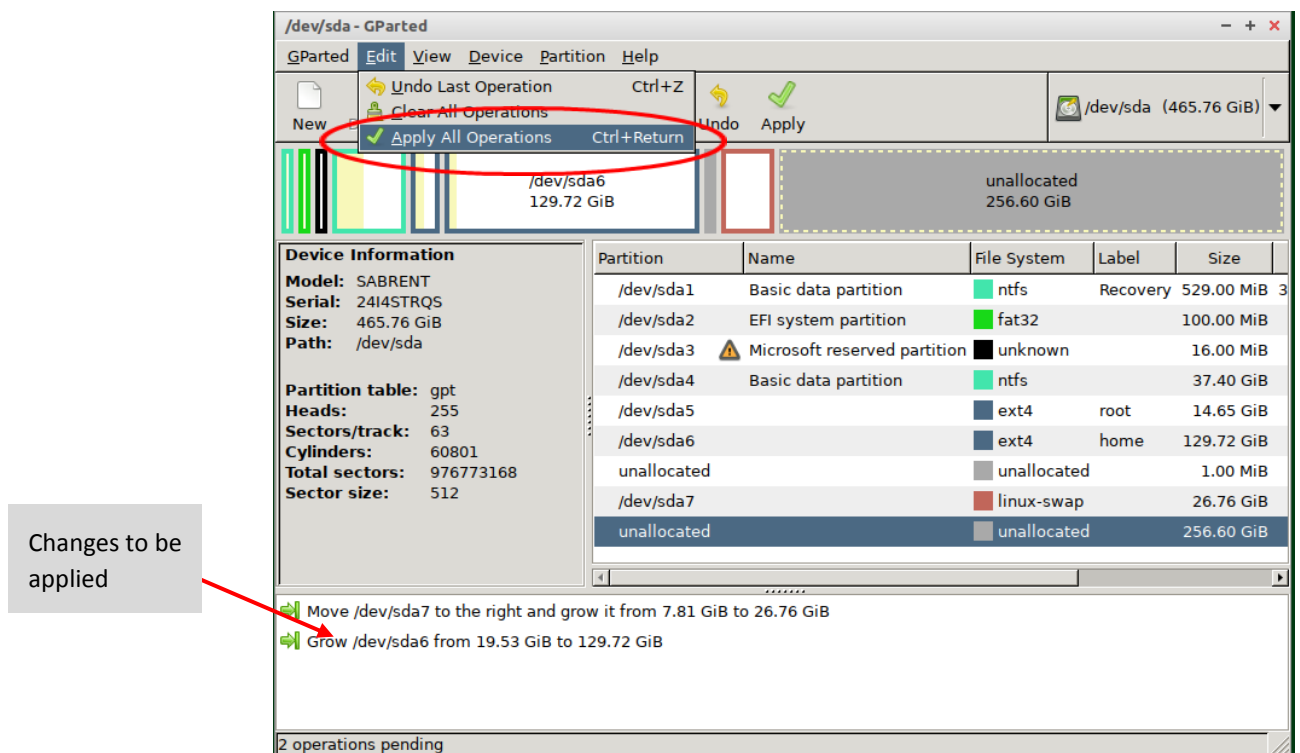 /dev/sda - GParted
GParted Edit View Device Partition Help
Undo Last Operation Ctrl+Z
Clear All Operations
Apply All Operations Ctrl+Return
New Undo Apply
/dev/sda (465.76 GiB)
/dev/sda6
129.72 GiB
unallocated
256.60 GiB
Device Information
Model: SABRENT
Serial: 24I4STRQS
Size: 465.76 GiB
Path: /dev/sda
Partition table: gpt
Heads: 255
Sectors/track: 63
Cylinders: 60801
Total sectors: 976773168
Sector size: 512
Partition Name File System Label Size
/dev/sda1 Basic data partition ntfs Recovery 529.00 MiB 3
/dev/sda2 EFI system partition fat32 100.00 MiB
/dev/sda3 Microsoft reserved partition unknown 16.00 MiB
/dev/sda4 Basic data partition ntfs 37.40 GiB
/dev/sda5 ext4 root 14.65 GiB
/dev/sda6 ext4 home 129.72 GiB
unallocated unallocated 1.00 MiB
/dev/sda7 linux-swap 26.76 GiB
unallocated unallocated 256.60 GiB
Changes to be
applied
Move /dev/sda7 to the right and grow it from 7.81 GiB to 26.76 GiB
Grow /dev/sda6 from 19.53 GiB to 129.72 GiB
2 operations pending